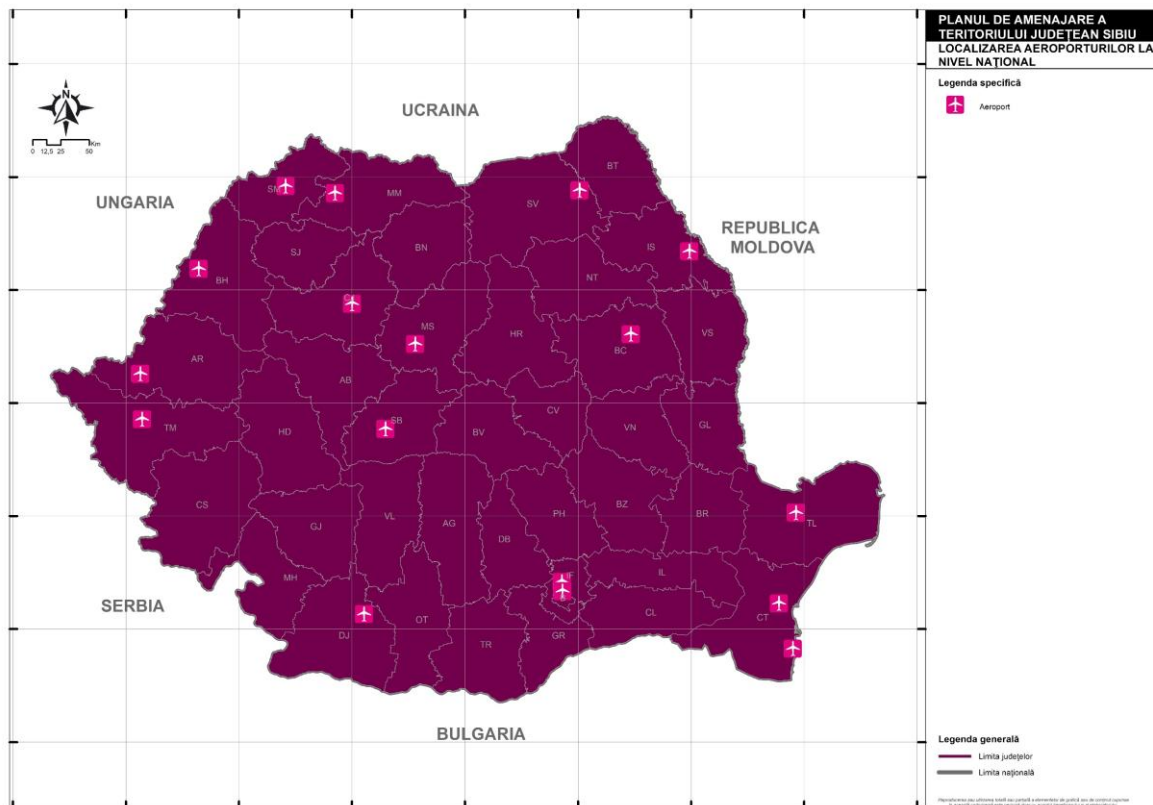 PLANUL DE AMENAJARE A
TERITORIULUI JUDEȚEAN SIBIU
LOCALIZAREA AEROPORTURILOR LA
NIVEL NAȚIONAL
Legenda specifică
Aeroport
N
0 12,5 25 50
Km
UCRAINA
UNGARIA
REPUBLICA
MOLDOVA
SERBIA
BULGARIA
BT
SM
MM
SV
SJ
BN
IS
BH
NT
MS
HR
BC
VS
AR
AB
SB
CV
TM
HD
BV
VN
GL
CS
VL
AG
PH
BZ
BR
TL
GJ
DB
MH
IF
IL
DJ
OT
TR
GR
CL
CT
Legenda generală
Limita județelor
Limita națională